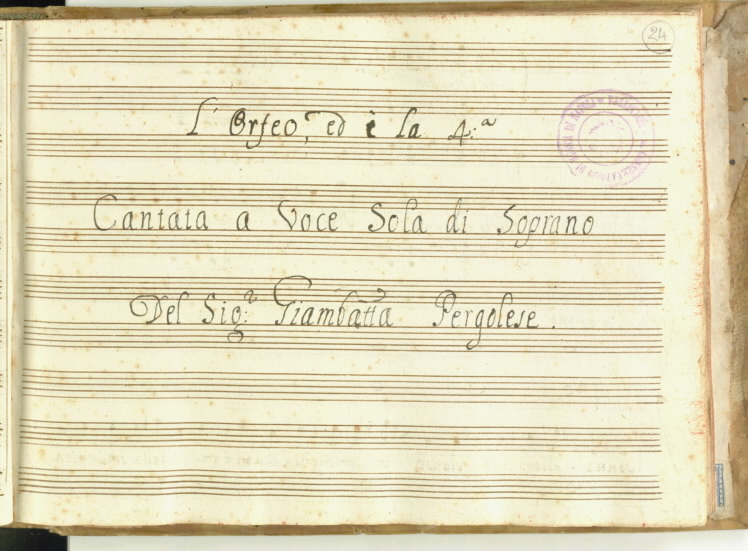 24
L'Orfeo, ed è la 4:ª
Cantata a Voce Sola di Soprano
Del Sig:r Giambatta Pergolese.